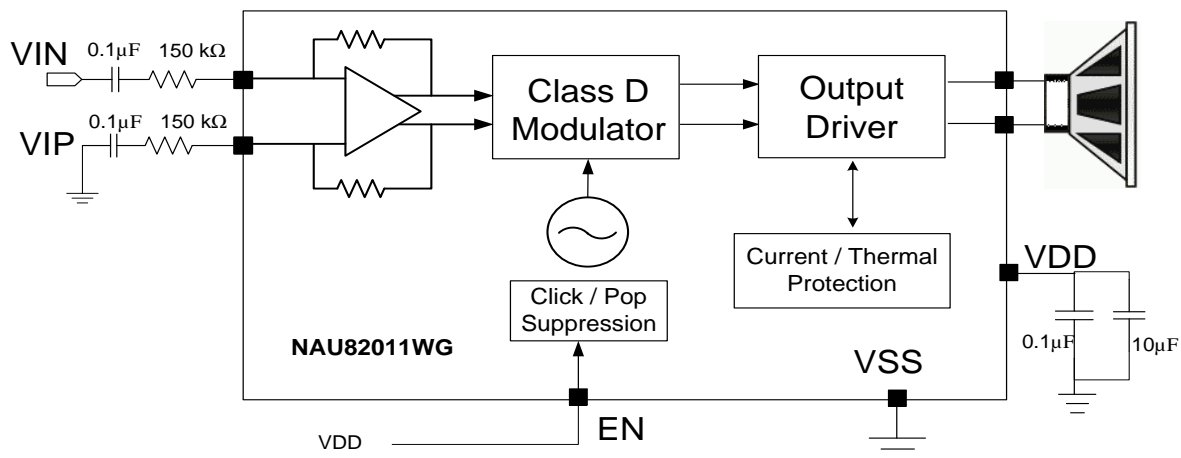 VIN
0.1µF
150 kΩ
VIP
0.1µF
150 kΩ
Class D
Modulator
Output
Driver
Click / Pop
Suppression
Current / Thermal
Protection
VDD
0.1µF
10µF
NAU82011WG
VSS
EN
VDD